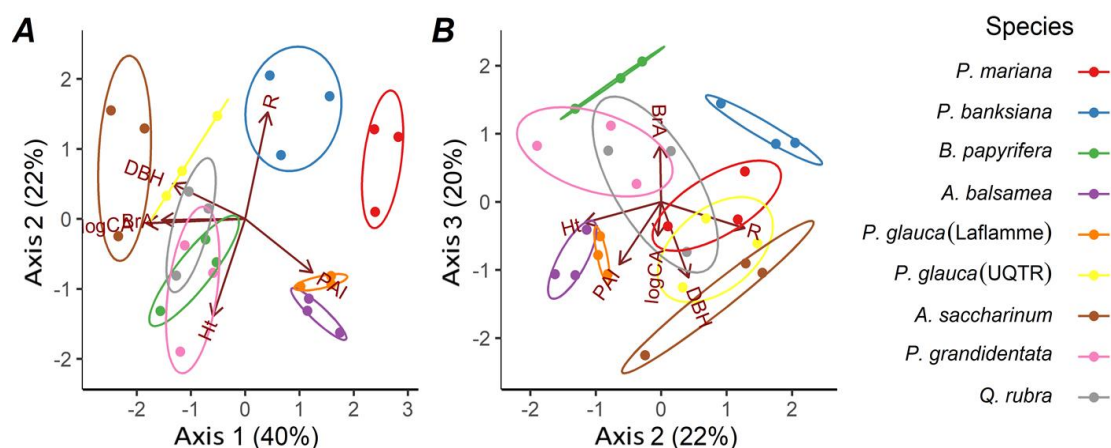 A
B
Species
P. mariana
P. banksiana
B. papyrifera
A. balsamea
P. glauca(Laflamme)
P. glauca(UQTR)
A. saccharinum
P. grandidentata
Q. rubra
Axis 2 (22%)
2
1
0
-1
-2
-2
-1
0
1
2
3
Axis 1 (40%)
R
DBH
logCA
BrA
PAI
Ht
Axis 3 (20%)
2
1
0
-1
-2
-2
-1
0
1
2
Axis 2 (22%)
BrA
Ht
R
PAI
logCA
DBH